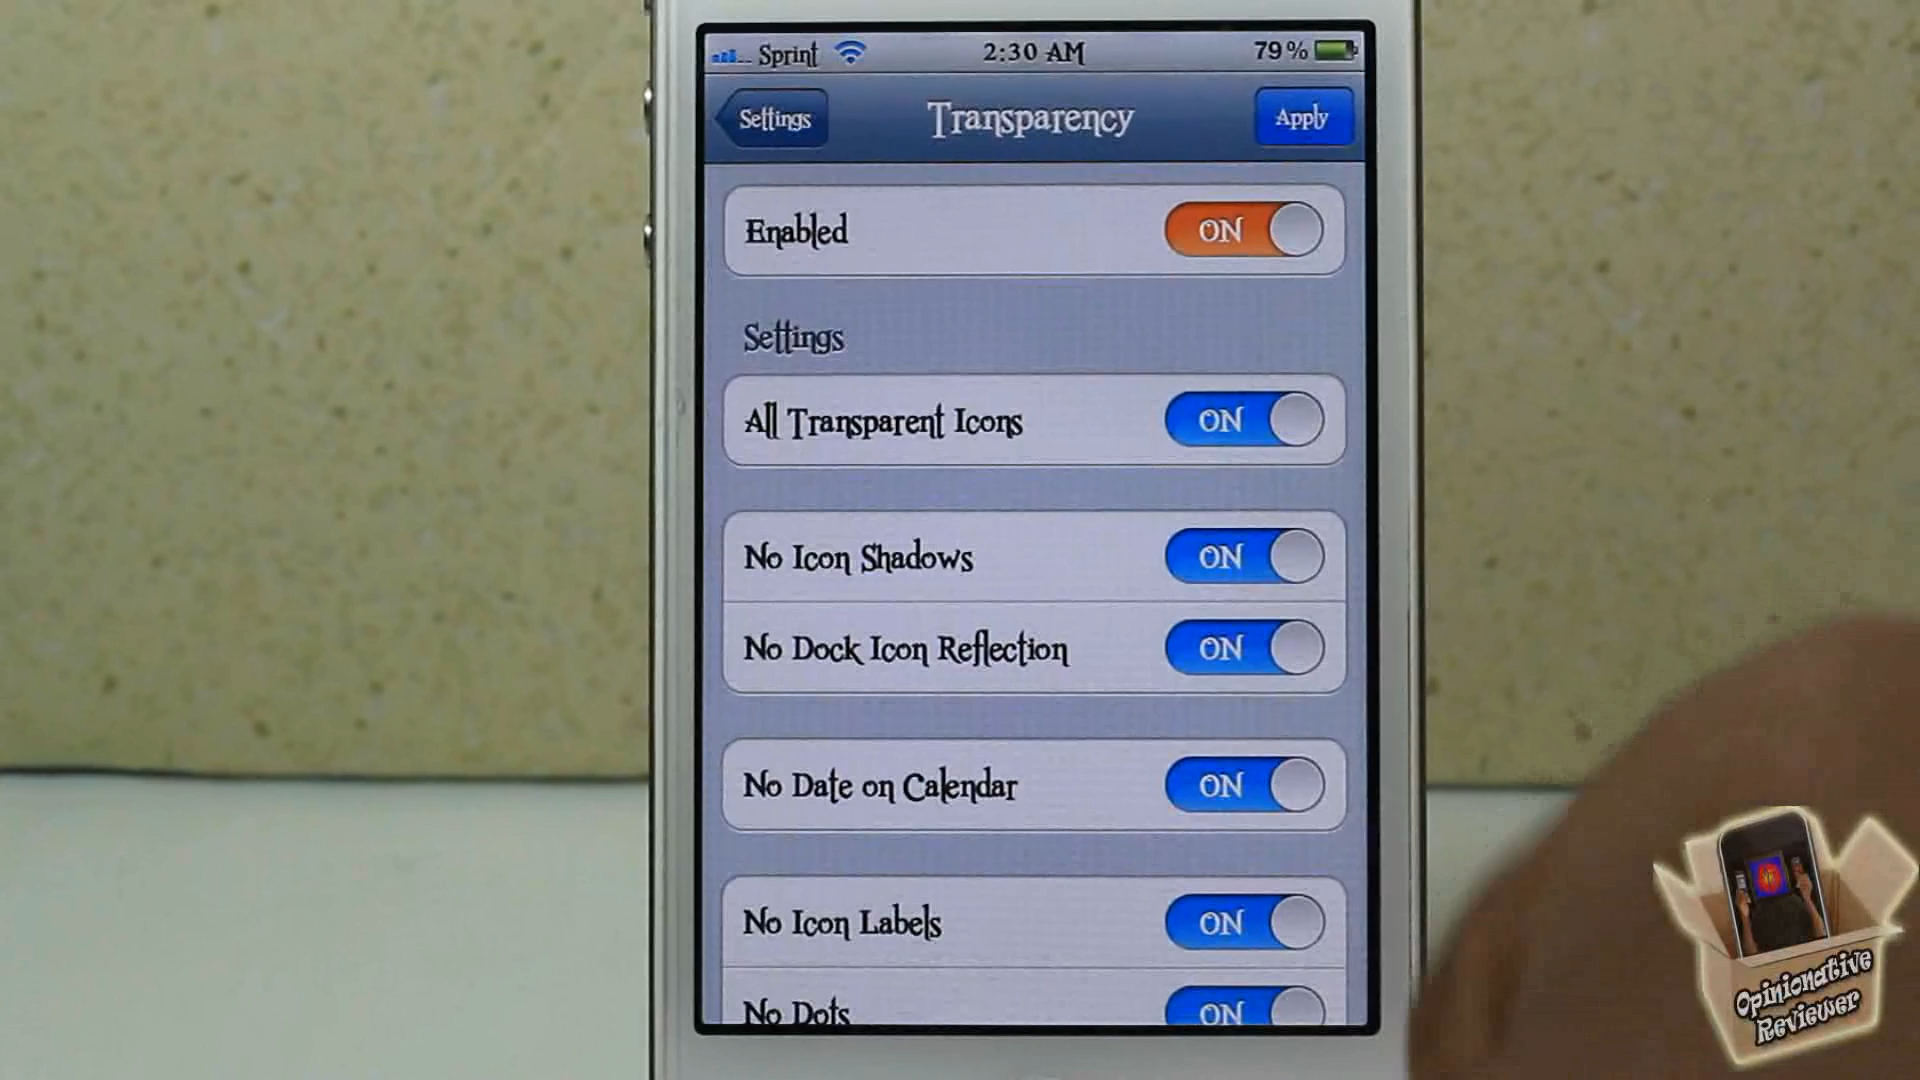 Sprint 2:30 AM 79%
Settings Transparency Apply
Enabled ON
Settings
All Transparent Icons ON
No Icon Shadows ON
No Dock Icon Reflection ON
No Date on Calendar ON
No Icon Labels ON
No Dots ON
Opinionative
Reviewer